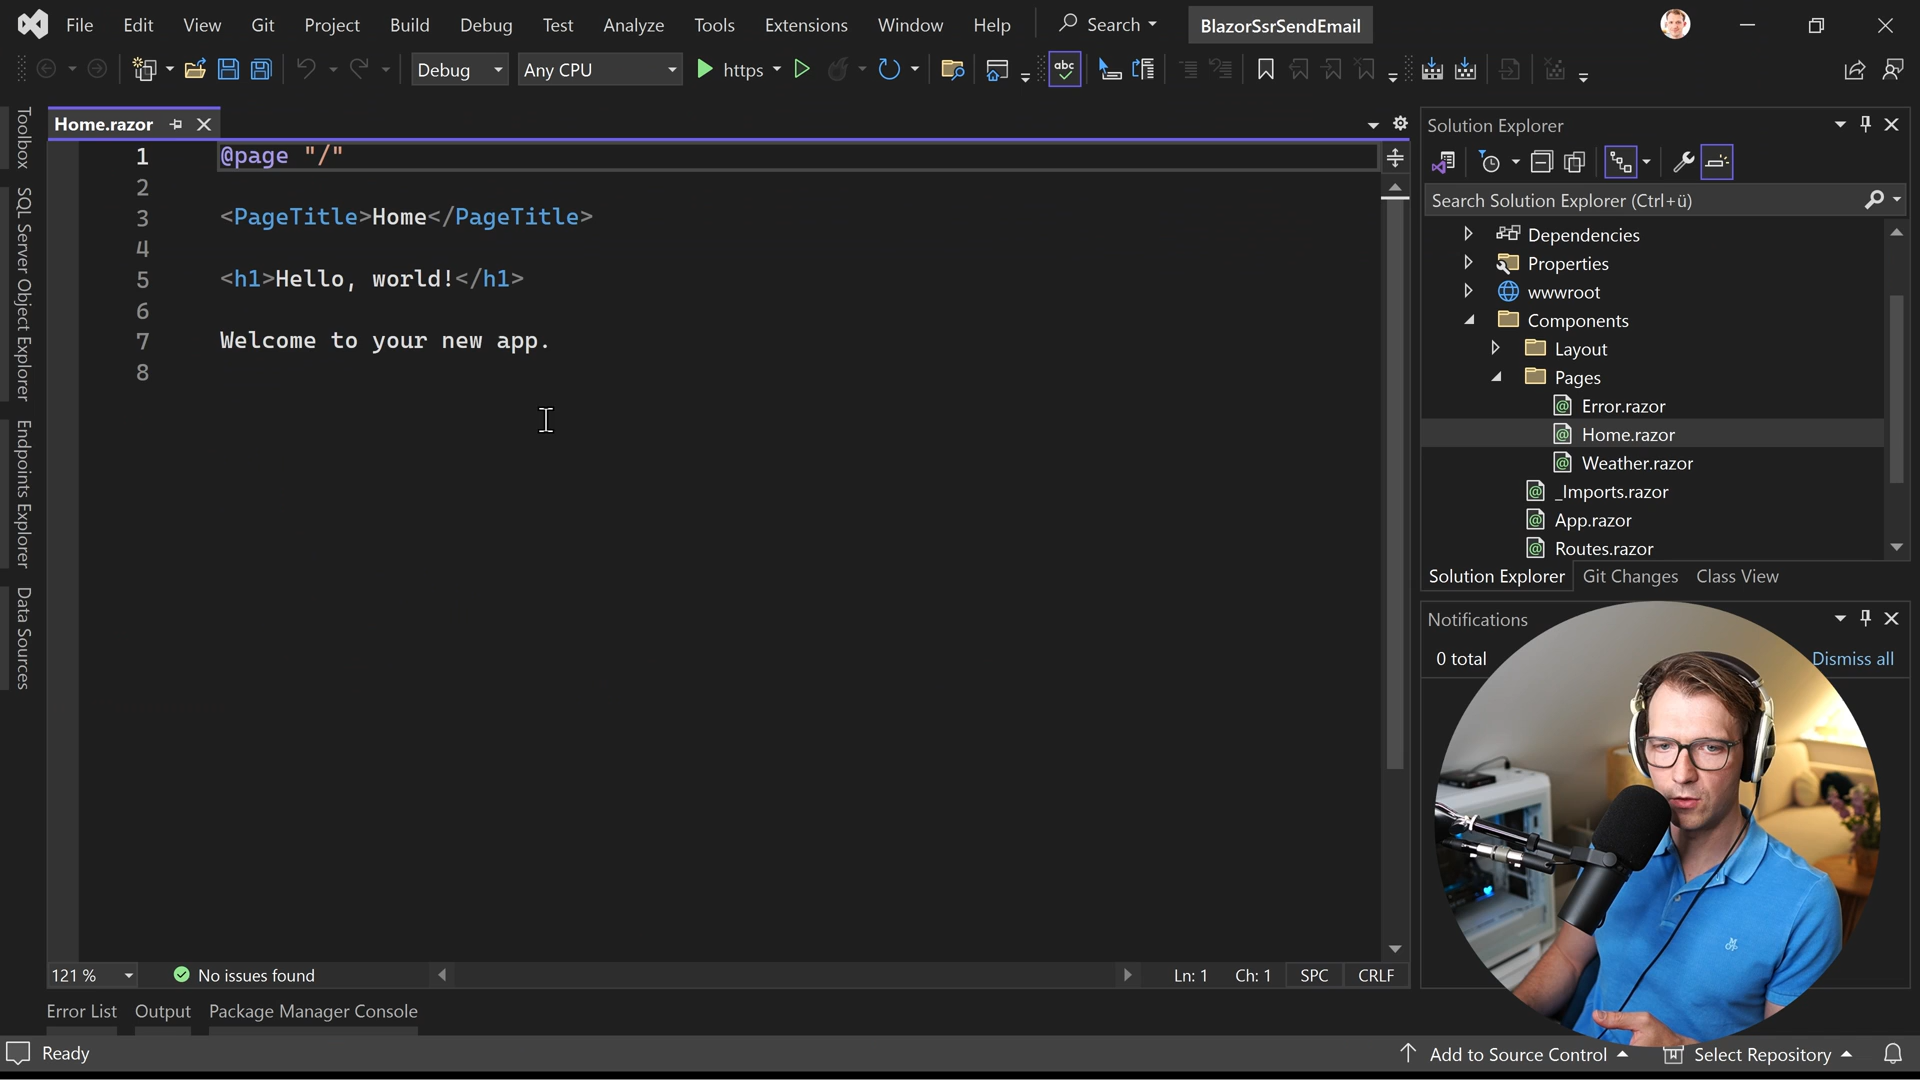 File Edit View Git Project Build Debug Test Analyze Tools Extensions Window Help Search BlazorSsrSendEmail
Debug Any CPU https abc
Home.razor
1 @page "/"
2
3 <PageTitle>Home</PageTitle>
4
5 <h1>Hello, world!</h1>
6
7 Welcome to your new app.
8
Toolbox
SQL Server Object Explorer
Endpoints Explorer
Data Sources
Solution Explorer
Search Solution Explorer (Ctrl+ü)
Dependencies
Properties
wwwroot
Components
Layout
Pages
Error.razor
Home.razor
Weather.razor
_Imports.razor
App.razor
Routes.razor
Solution Explorer Git Changes Class View
Notifications
0 total Dismiss all
121 % No issues found Ln: 1 Ch: 1 SPC CRLF
Error List Output Package Manager Console
Ready Add to Source Control Select Repository